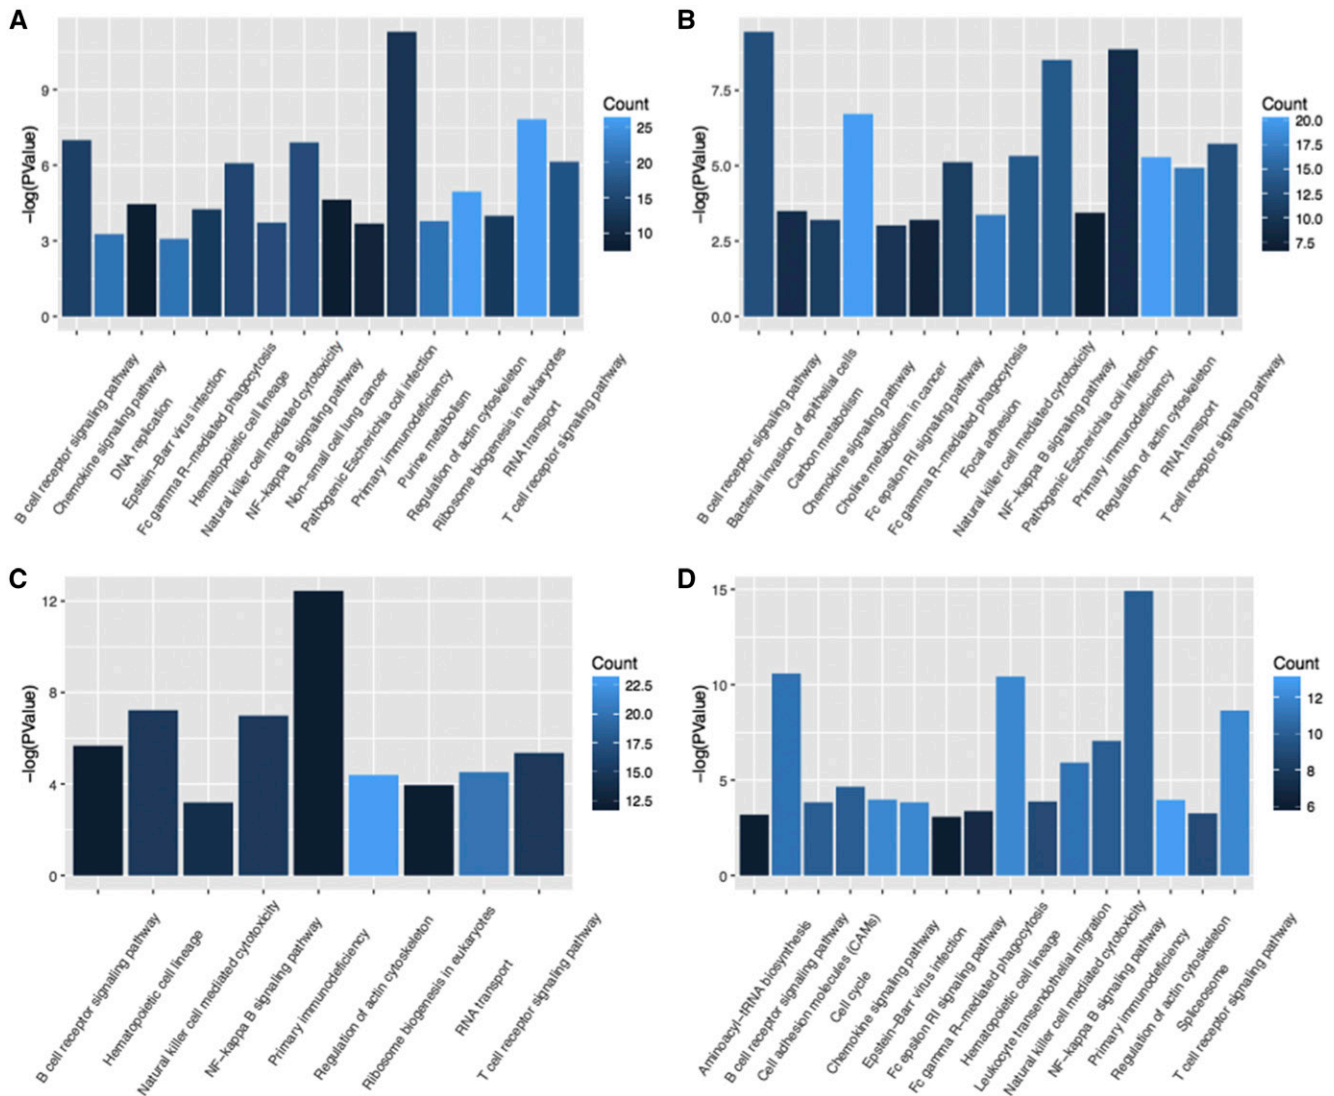 A
−log(PValue)
9
6
3
0
Count
25
20
15
10
B cell receptor signaling pathway
Chemokine signaling pathway
DNA replication
Epstein−Barr virus infection
Fc gamma R−mediated phagocytosis
Hematopoietic cell lineage
Natural killer cell mediated cytotoxicity
NF−kappa B signaling pathway
Non−small cell lung cancer
Pathogenic Escherichia coli infection
Primary immunodeficiency
Purine metabolism
Regulation of actin cytoskeleton
Ribosome biogenesis in eukaryotes
RNA transport
T cell receptor signaling pathway
B
−log(PValue)
7.5
5.0
2.5
0.0
Count
20.0
17.5
15.0
12.5
10.0
7.5
B cell receptor signaling pathway
Bacterial invasion of epithelial cells
Carbon metabolism
Chemokine signaling pathway
Choline metabolism in cancer
Fc epsilon RI signaling pathway
Fc gamma R−mediated phagocytosis
Focal adhesion
Natural killer cell mediated cytotoxicity
NF−kappa B signaling pathway
Pathogenic Escherichia coli infection
Primary immunodeficiency
Regulation of actin cytoskeleton
RNA transport
T cell receptor signaling pathway
C
−log(PValue)
12
8
4
0
Count
22.5
20.0
17.5
15.0
12.5
B cell receptor signaling pathway
Hematopoietic cell lineage
Natural killer cell mediated cytotoxicity
NF−kappa B signaling pathway
Primary immunodeficiency
Regulation of actin cytoskeleton
Ribosome biogenesis in eukaryotes
RNA transport
T cell receptor signaling pathway
D
−log(PValue)
15
10
5
0
Count
12
10
8
6
Aminoacyl−tRNA biosynthesis
B cell receptor signaling pathway
Cell adhesion molecules (CAMs)
Cell cycle
Chemokine signaling pathway
Epstein−Barr virus infection
Fc epsilon RI signaling pathway
Fc gamma R−mediated phagocytosis
Hematopoietic cell lineage
Leukocyte transendothelial migration
Natural killer cell mediated cytotoxicity
NF−kappa B signaling pathway
Primary immunodeficiency
Regulation of actin cytoskeleton
Spliceosome
T cell receptor signaling pathway